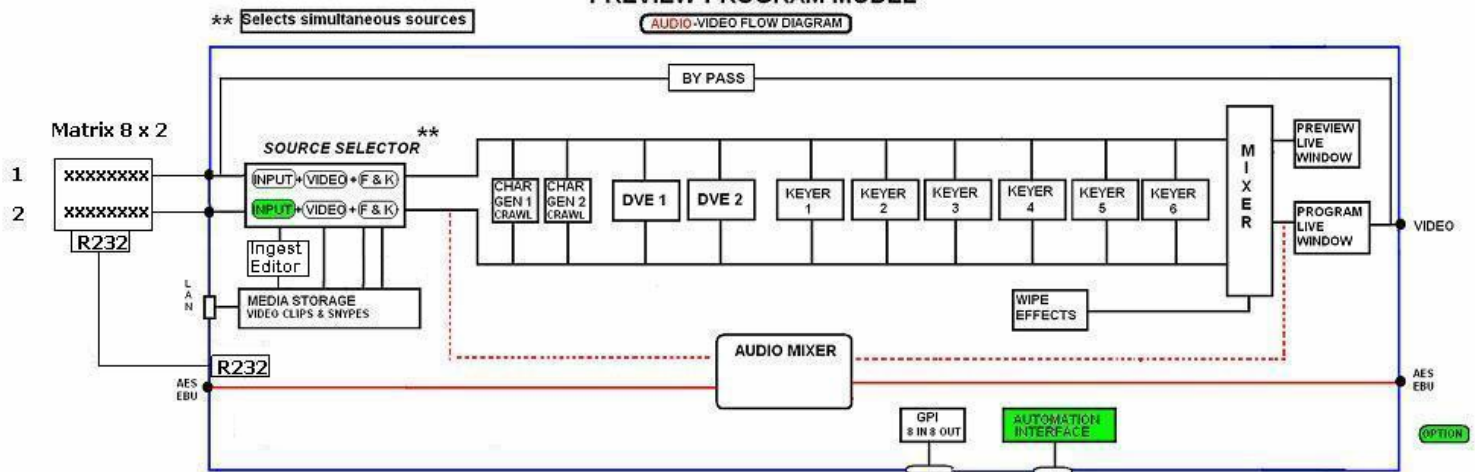 ** Selects simultaneous sources
PREVIEW PROGRAM MODEL
AUDIO-VIDEO FLOW DIAGRAM
BY PASS
Matrix 8 x 2
1
XXXXXXXX
2
XXXXXXXX
R232
SOURCE SELECTOR
**
INPUT+VIDEO+F & K
INPUT+VIDEO+F & K
Ingest
Editor
LAN
MEDIA STORAGE
VIDEO CLIPS & SNYPES
CHAR
GEN 1
CRAWL
CHAR
GEN 2
CRAWL
DVE 1
DVE 2
KEYER
1
KEYER
2
KEYER
3
KEYER
4
KEYER
5
KEYER
6
MIXER
PREVIEW
LIVE
WINDOW
PROGRAM
LIVE
WINDOW
VIDEO
WIPE
EFFECTS
R232
AES
EBU
AUDIO MIXER
AES
EBU
GPI
8 IN 8 OUT
AUTOMATION
INTERFACE
OPTION